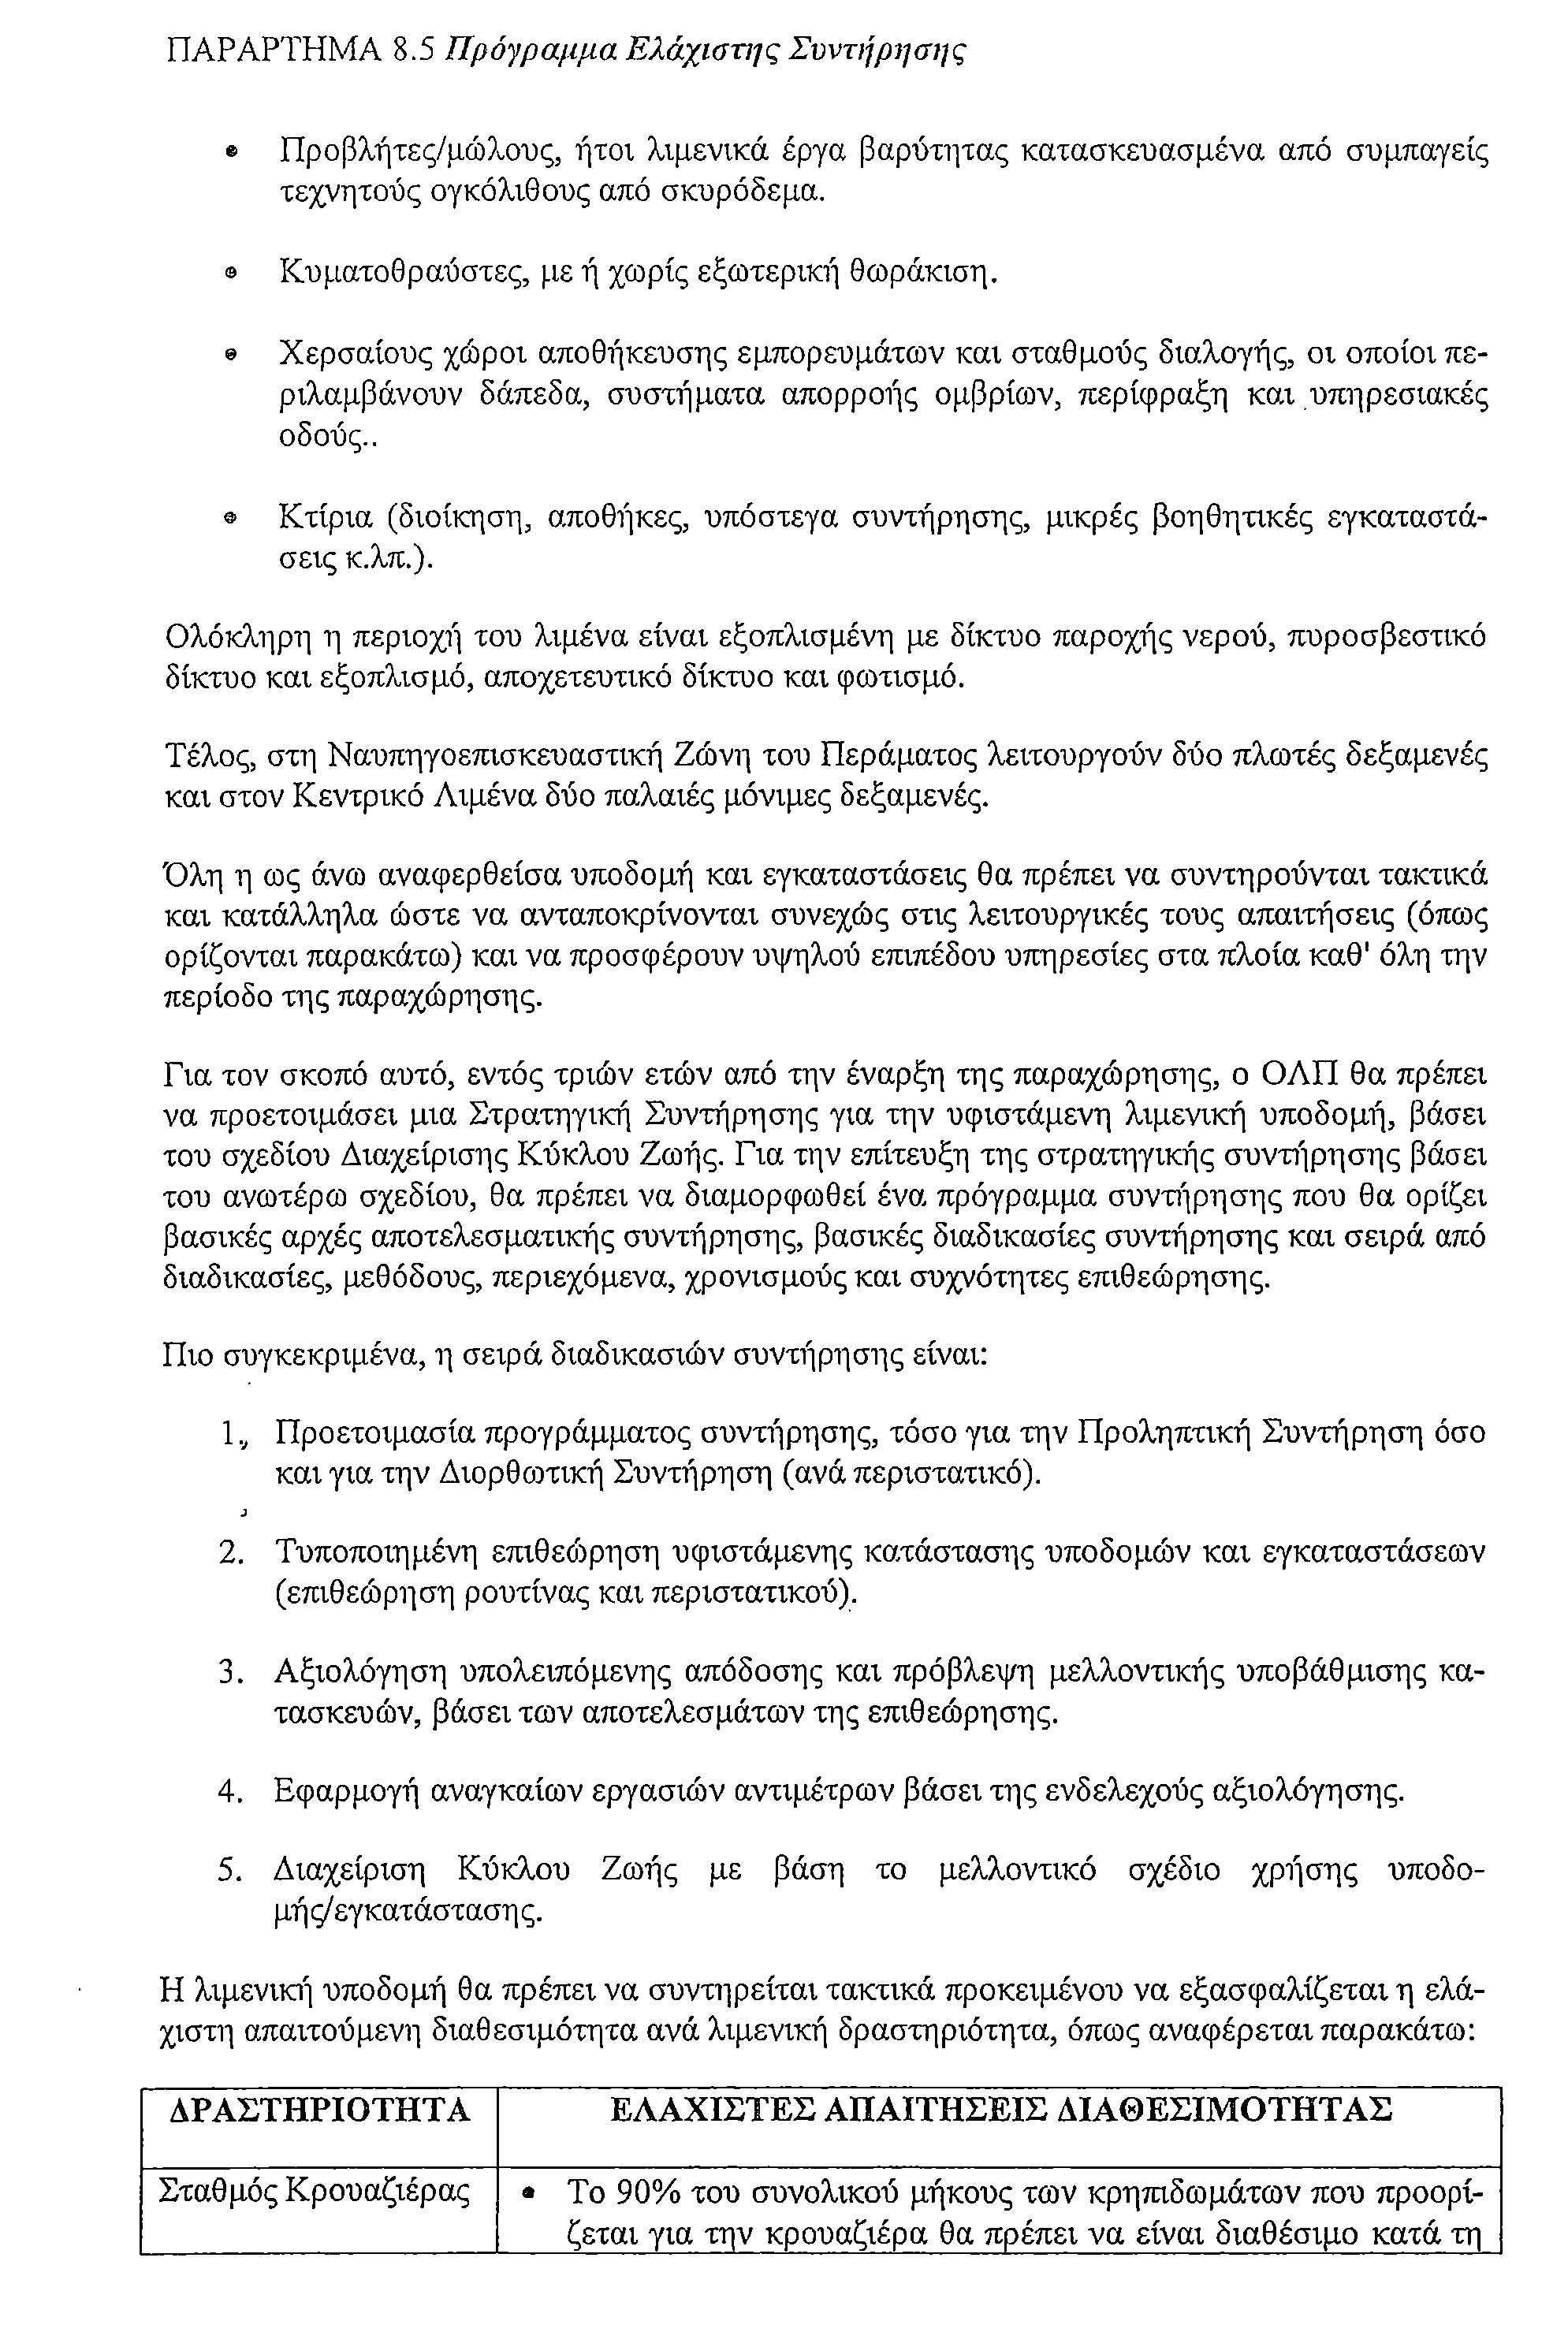 ΠΑΡΑΡΤΗΜΑ 8.5 Πρόγραμμα Ελάχιστης Συντήρησης
• Προβλήτες/μώλους, ήτοι λιμενικά έργα βαρύτητας κατασκευασμένα από συμπαγείς
τεχνητούς ογκόλιθους από σκυρόδεμα.
• Κυματοθραύστες, με ή χωρίς εξωτερική θωράκιση.
• Χερσαίους χώροι αποθήκευσης εμπορευμάτων και σταθμούς διαλογής, οι οποίοι πε-
ριλαμβάνουν δάπεδα, συστήματα απορροής ομβρίων, περίφραξη και υπηρεσιακές
οδούς..
• Κτίρια (διοίκηση, αποθήκες, υπόστεγα συντήρησης, μικρές βοηθητικές εγκαταστά-
σεις κ.λπ.).
Ολόκληρη η περιοχή του λιμένα είναι εξοπλισμένη με δίκτυο παροχής νερού, πυροσβεστικό
δίκτυο και εξοπλισμό, αποχετευτικό δίκτυο και φωτισμό.
Τέλος, στη Ναυπηγοεπισκευαστική Ζώνη του Περάματος λειτουργούν δύο πλωτές δεξαμενές
και στον Κεντρικό Λιμένα δύο παλαιές μόνιμες δεξαμενές.
Όλη η ως άνω αναφερθείσα υποδομή και εγκαταστάσεις θα πρέπει να συντηρούνται τακτικά
και κατάλληλα ώστε να ανταποκρίνονται συνεχώς στις λειτουργικές τους απαιτήσεις (όπως
ορίζονται παρακάτω) και να προσφέρουν υψηλού επιπέδου υπηρεσίες στα πλοία καθ' όλη την
περίοδο της παραχώρησης.
Για τον σκοπό αυτό, εντός τριών ετών από την έναρξη της παραχώρησης, ο ΟΛΠ θα πρέπει
να προετοιμάσει μια Στρατηγική Συντήρησης για την υφιστάμενη λιμενική υποδομή, βάσει
του σχεδίου Διαχείρισης Κύκλου Ζωής. Για την επίτευξη της στρατηγικής συντήρησης βάσει
του ανωτέρω σχεδίου, θα πρέπει να διαμορφωθεί ένα πρόγραμμα συντήρησης που θα ορίζει
βασικές αρχές αποτελεσματικής συντήρησης, βασικές διαδικασίες συντήρησης και σειρά από
διαδικασίες, μεθόδους, περιεχόμενα, χρονισμούς και συχνότητες επιθεώρησης.
Πιο συγκεκριμένα, η σειρά διαδικασιών συντήρησης είναι:
1. Προετοιμασία προγράμματος συντήρησης, τόσο για την Προληπτική Συντήρηση όσο
και για την Διορθωτική Συντήρηση (ανά περιστατικό).
2. Τυποποιημένη επιθεώρηση υφιστάμενης κατάστασης υποδομών και εγκαταστάσεων
(επιθεώρηση ρουτίνας και περιστατικού).
3. Αξιολόγηση υπολειπόμενης απόδοσης και πρόβλεψη μελλοντικής υποβάθμισης κα-
τασκευών, βάσει των αποτελεσμάτων της επιθεώρησης.
4. Εφαρμογή αναγκαίων εργασιών αντιμέτρων βάσει της ενδελεχούς αξιολόγησης.
5. Διαχείριση Κύκλου Ζωής με βάση το μελλοντικό σχέδιο χρήσης υποδο-
μής/εγκατάστασης.
Η λιμενική υποδομή θα πρέπει να συντηρείται τακτικά προκειμένου να εξασφαλίζεται η ελά-
χιστη απαιτούμενη διαθεσιμότητα ανά λιμενική δραστηριότητα, όπως αναφέρεται παρακάτω:
ΔΡΑΣΤΗΡΙΟΤΗΤΑ ΕΛΑΧΙΣΤΕΣ ΑΠΑΙΤΗΣΕΙΣ ΔΙΑΘΕΣΙΜΟΤΗΤΑΣ
Σταθμός Κρουαζιέρας • Το 90% του συνολικού μήκους των κρηπιδωμάτων που προορί-
ζεται για την κρουαζιέρα θα πρέπει να είναι διαθέσιμο κατά τη